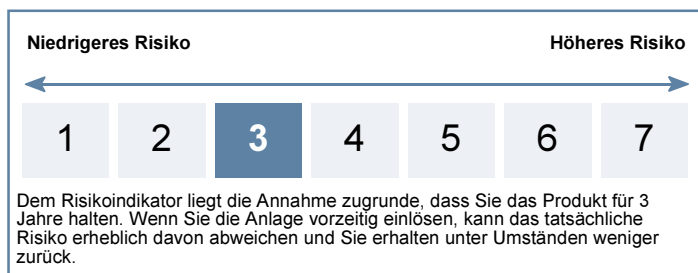 Niedrigeres Risiko Höheres Risiko
1 2 3 4 5 6 7
Dem Risikoindikator liegt die Annahme zugrunde, dass Sie das Produkt für 3
Jahre halten. Wenn Sie die Anlage vorzeitig einlösen, kann das tatsächliche
Risiko erheblich davon abweichen und Sie erhalten unter Umständen weniger
zurück.